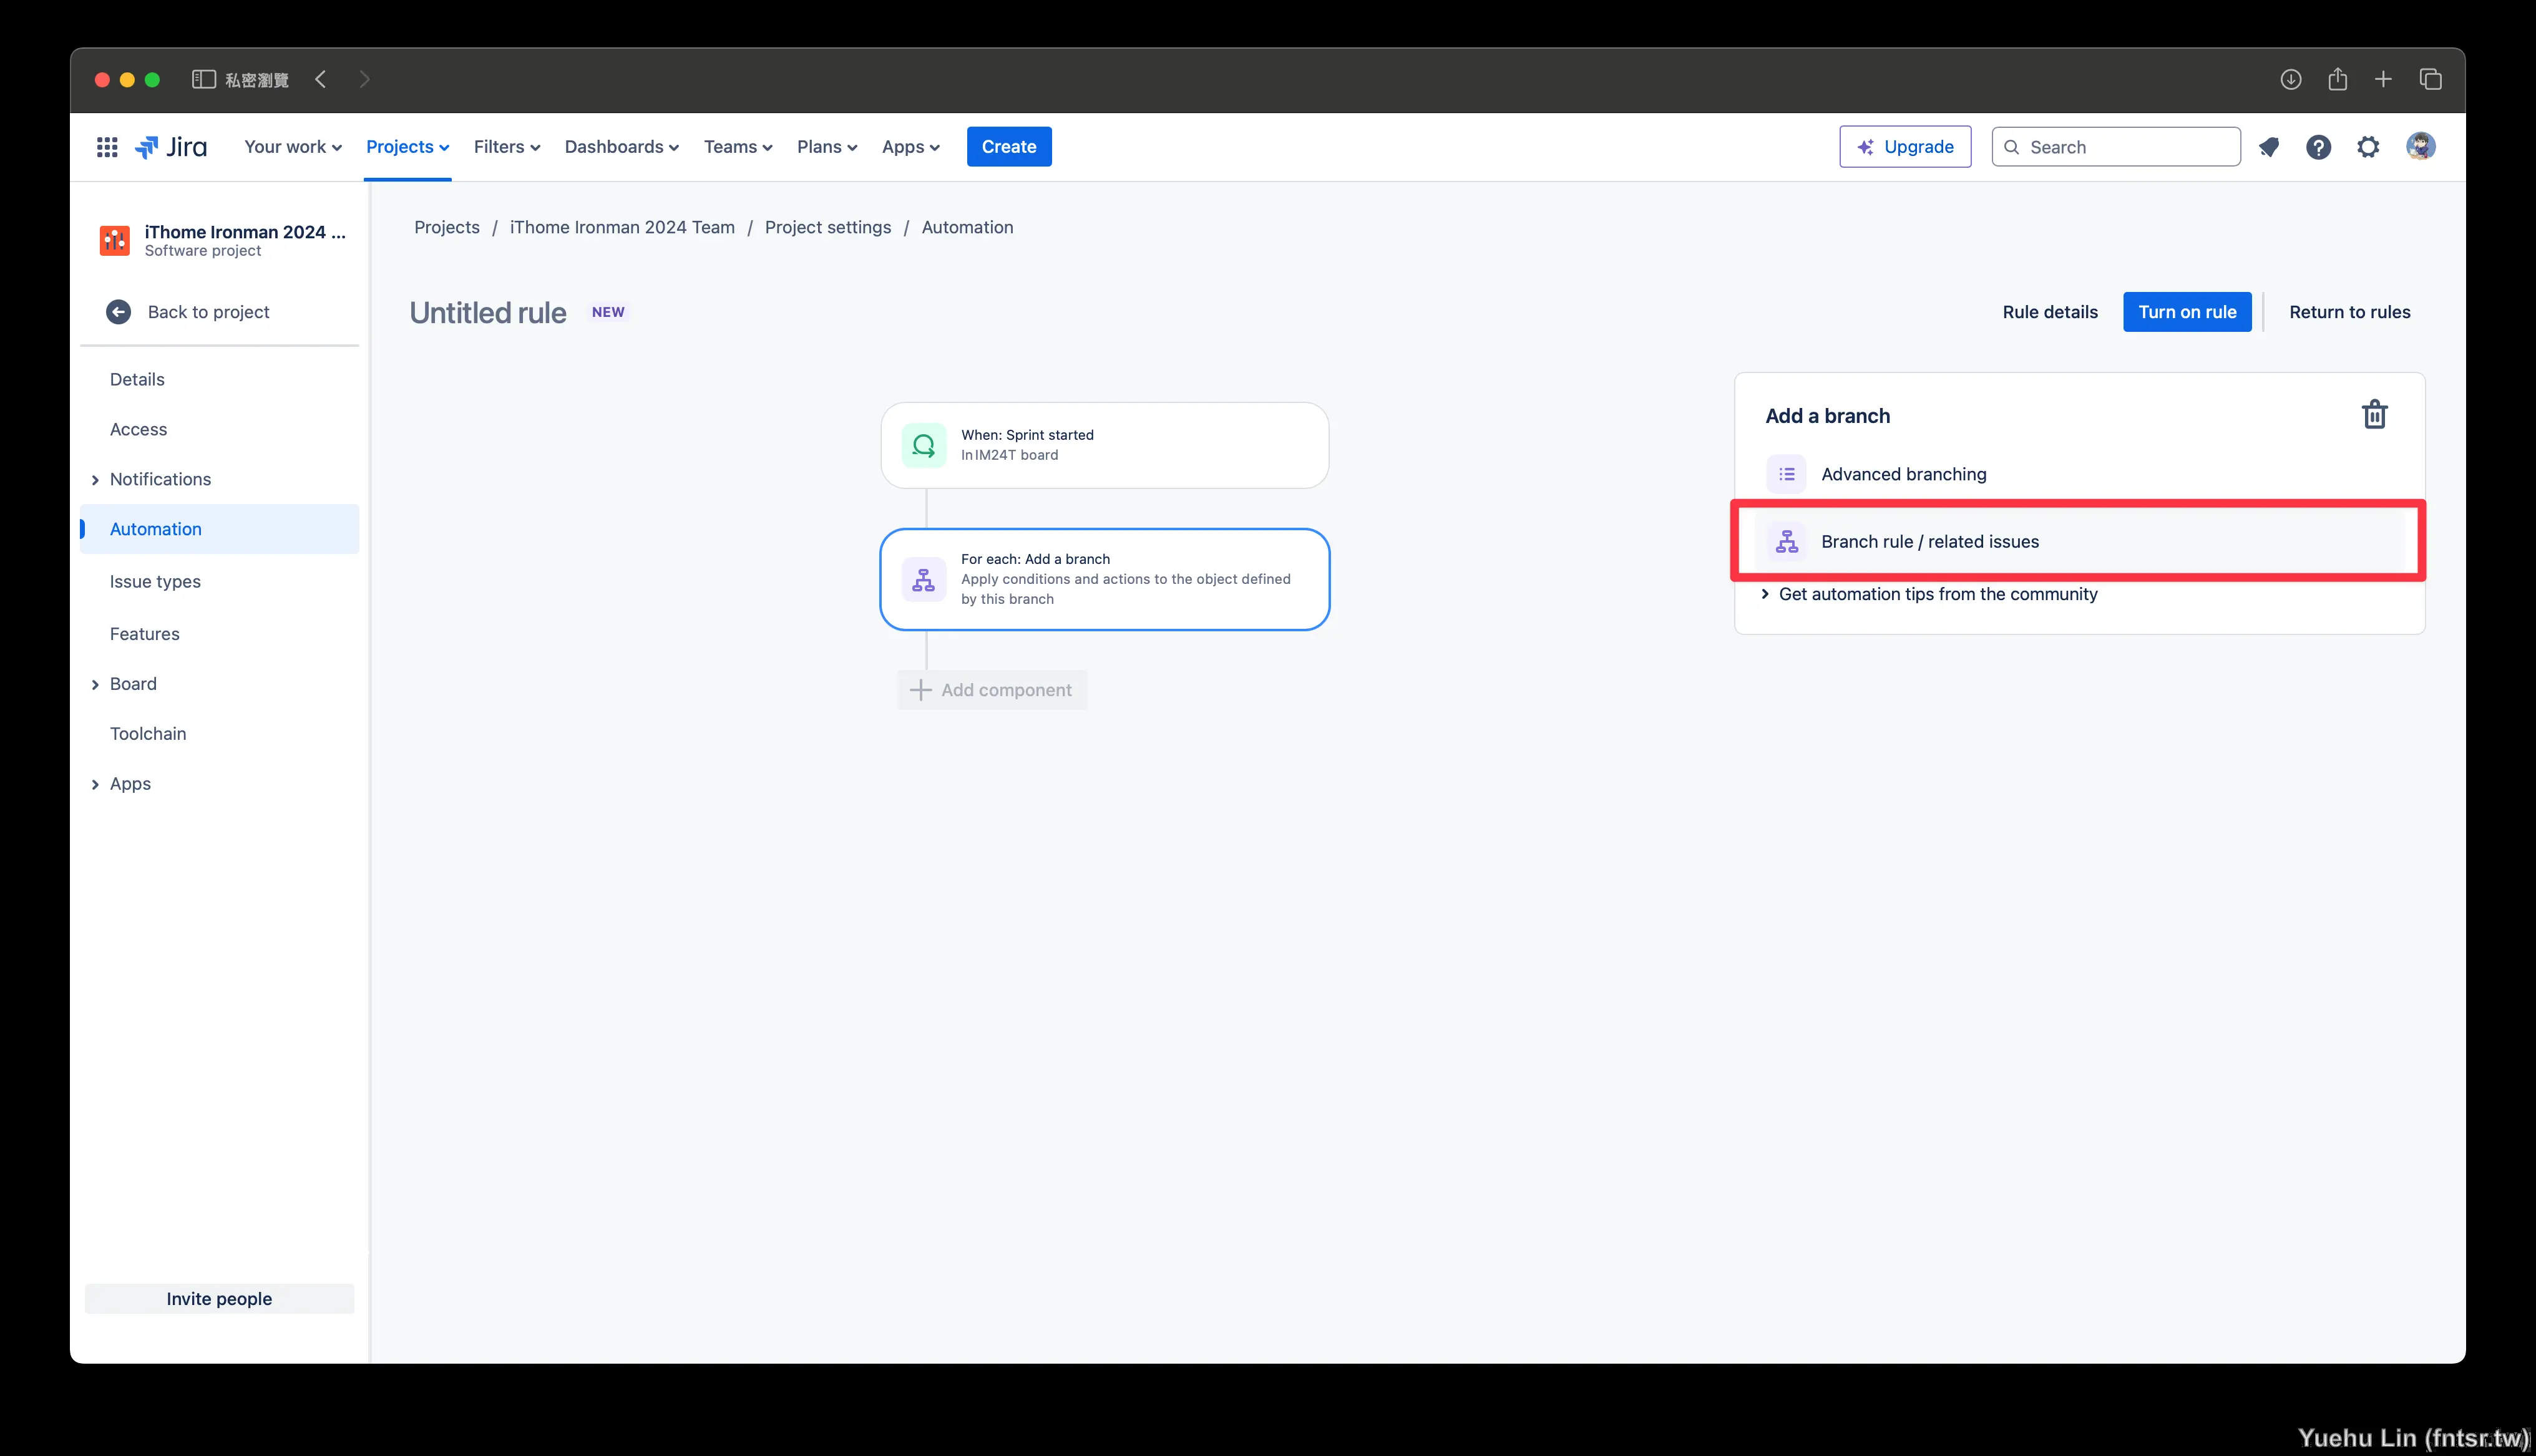 私密瀏覽
Jira
Your work
Projects
Filters
Dashboards
Teams
Plans
Apps
Create
Upgrade
Search
iThome Ironman 2024 ...
Software project
Back to project
Details
Access
Notifications
Automation
Issue types
Features
Board
Toolchain
Apps
Invite people
Projects / iThome Ironman 2024 Team / Project settings / Automation
Untitled rule NEW
Rule details
Turn on rule
Return to rules
When: Sprint started
In IM24T board
For each: Add a branch
Apply conditions and actions to the object defined
by this branch
Add component
Add a branch
Advanced branching
Branch rule / related issues
Get automation tips from the community
Yuehu Lin (fntsr.tw)